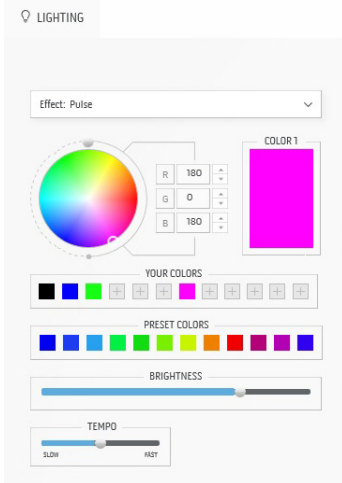 LIGHTING
Effect: Pulse
COLOR 1
R 180
G 0
B 180
YOUR COLORS
PRESET COLORS
BRIGHTNESS
TEMPO
SLOW FAST